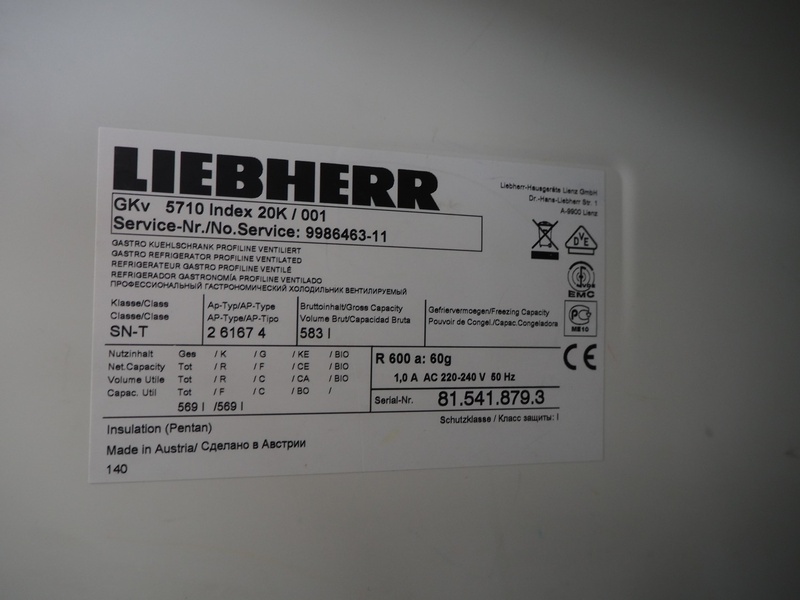 LIEBHERR
Liebherr-Hausgeräte Lienz GmbH
Dr.-Hans-Liebherr Str. 1
A-9900 Lienz
GKv 5710 Index 20K / 001
Service-Nr./No.Service: 9986463-11
GASTRO KUEHLSCHRANK PROFILINE VENTILIERT
GASTRO REFRIGERATOR PROFILINE VENTILATED
REFRIGERATEUR GASTRO PROFILINE VENTILÉ
REFRIGERADOR GASTRONOMÍA PROFILINE VENTILADO
ПРОФЕССИОНАЛЬНЫЙ ГАСТРОНОМИЧЕСКИЙ ХОЛОДИЛЬНИК ВЕНТИЛИРУЕМЫЙ
DVE
EMC
PC
ME10
CE
Klasse/Class
Classe/Clase
SN-T
Ap-Typ/AP-Type
AP-Type/AP-Tipo
2 6167 4
Bruttoinhalt/Gross Capacity
Volume Brut/Capacidad Bruta
583 l
Gefriervermoegen/Freezing Capacity
Pouvoir de Congel./Capac.Congeladora
Nutzinhalt Ges / K / G / KE / BIO
Net.Capacity Tot / R / F / CE / BIO
Volume Utile Tot / R / C / CA / BIO
Capac. Util Tot / F / C / BO /
569 l /569 l
R 600 a: 60g
1,0 A AC 220-240 V 50 Hz
Serial-Nr. 81.541.879.3
Schutzklasse / Класс защиты: I
Insulation (Pentan)
Made in Austria/ Сделано в Австрии
140